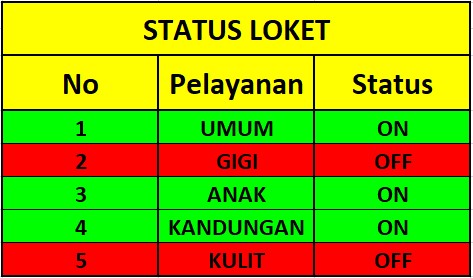 STATUS LOKET
No Pelayanan Status
1 UMUM ON
2 GIGI OFF
3 ANAK ON
4 KANDUNGAN ON
5 KULIT OFF